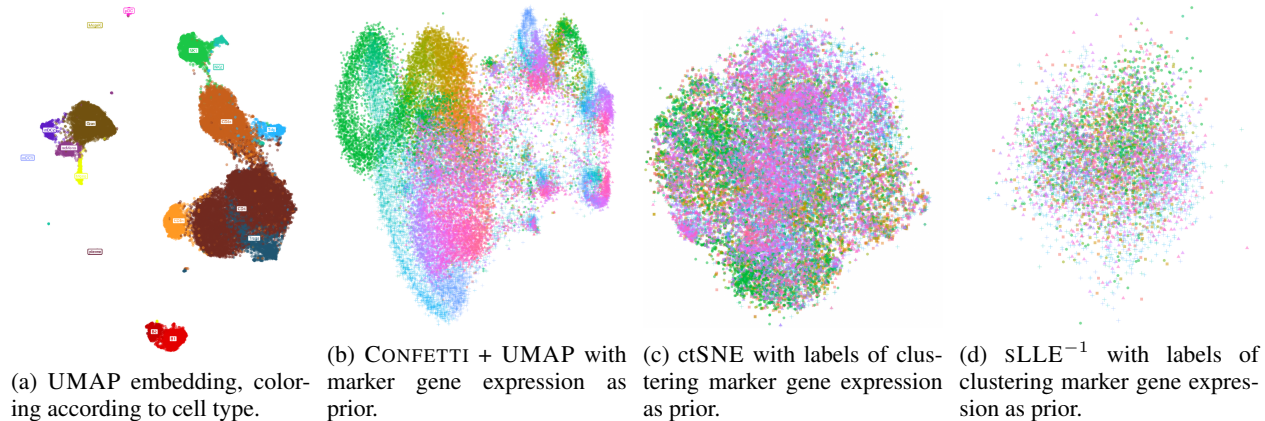 (a) UMAP embedding, color-
ing according to cell type.
(b) CONFETTI + UMAP with
marker gene expression as
prior.
(c) ctSNE with labels of clus-
tering marker gene expression
as prior.
(d) SLLE⁻¹ with labels of
clustering marker gene expres-
sion as prior.